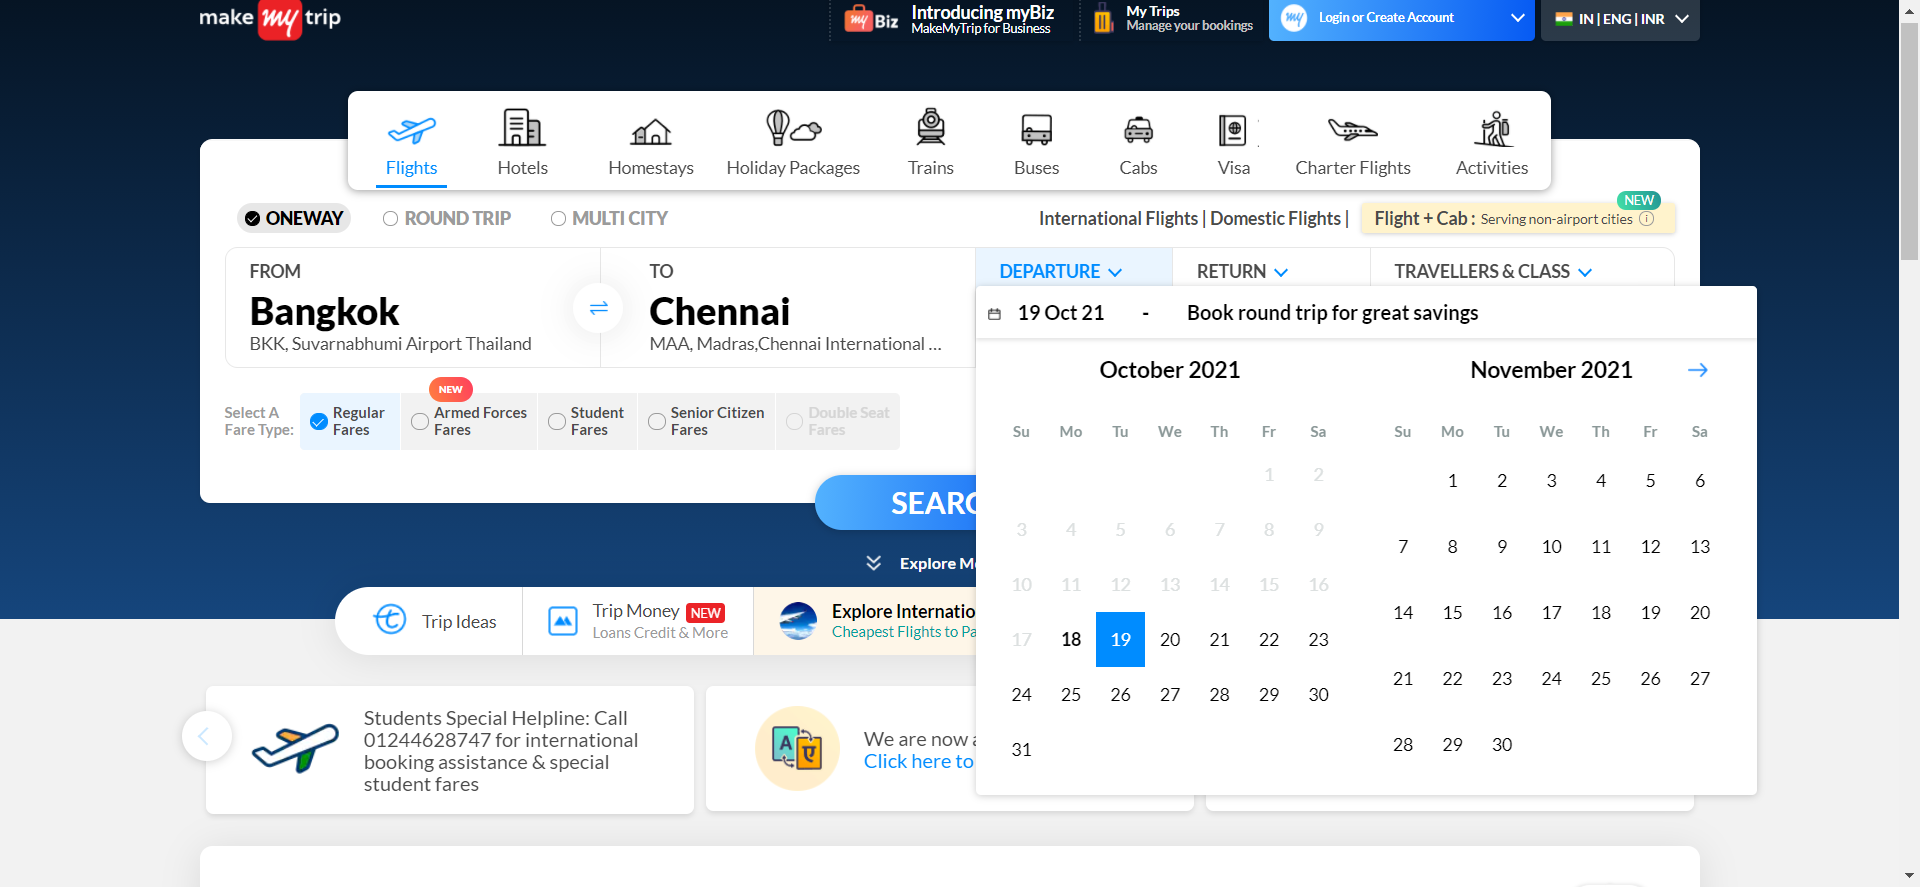 make my trip
my Biz
Introducing myBiz
MakeMyTrip for Business
My Trips
Manage your bookings
my
Login or Create Account
IN | ENG | INR
Flights
Hotels
Homestays
Holiday Packages
Trains
Buses
Cabs
Visa
Charter Flights
Activities
ONEWAY
ROUND TRIP
MULTI CITY
International Flights | Domestic Flights |
NEW
Flight + Cab : Serving non-airport cities
FROM
Bangkok
BKK, Suvarnabhumi Airport Thailand
TO
Chennai
MAA, Madras,Chennai International ...
DEPARTURE
RETURN
TRAVELLERS & CLASS
19 Oct 21 - Book round trip for great savings
October 2021
Su Mo Tu We Th Fr Sa
1 2
3 4 5 6 7 8 9
10 11 12 13 14 15 16
17 18 19 20 21 22 23
24 25 26 27 28 29 30
31
November 2021
Su Mo Tu We Th Fr Sa
1 2 3 4 5 6
7 8 9 10 11 12 13
14 15 16 17 18 19 20
21 22 23 24 25 26 27
28 29 30
Select A
Fare Type:
Regular
Fares
NEW
Armed Forces
Fares
Student
Fares
Senior Citizen
Fares
Double Seat
Fares
SEARC
Explore Mo
Trip Ideas
Trip Money NEW
Loans Credit & More
Explore Internatio
Cheapest Flights to Pa
Students Special Helpline: Call
01244628747 for international
booking assistance & special
student fares
A ए
We are now a
Click here to